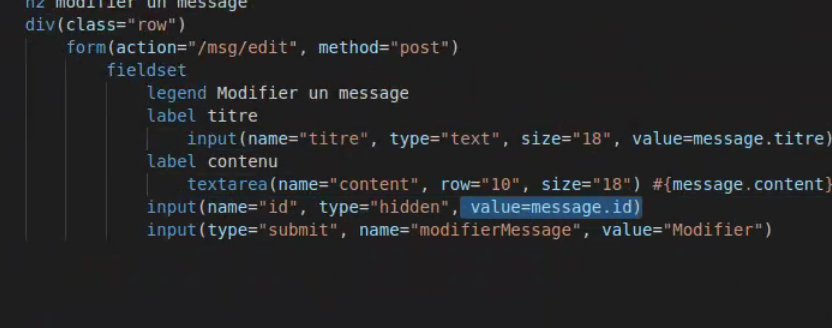 h2 modifier un message
div(class="row")
form(action="/msg/edit", method="post")
fieldset
legend Modifier un message
label titre
input(name="titre", type="text", size="18", value=message.titre)
label contenu
textarea(name="content", row="10", size="18") #{message.content}
input(name="id", type="hidden", value=message.id)
input(type="submit", name="modifierMessage", value="Modifier")